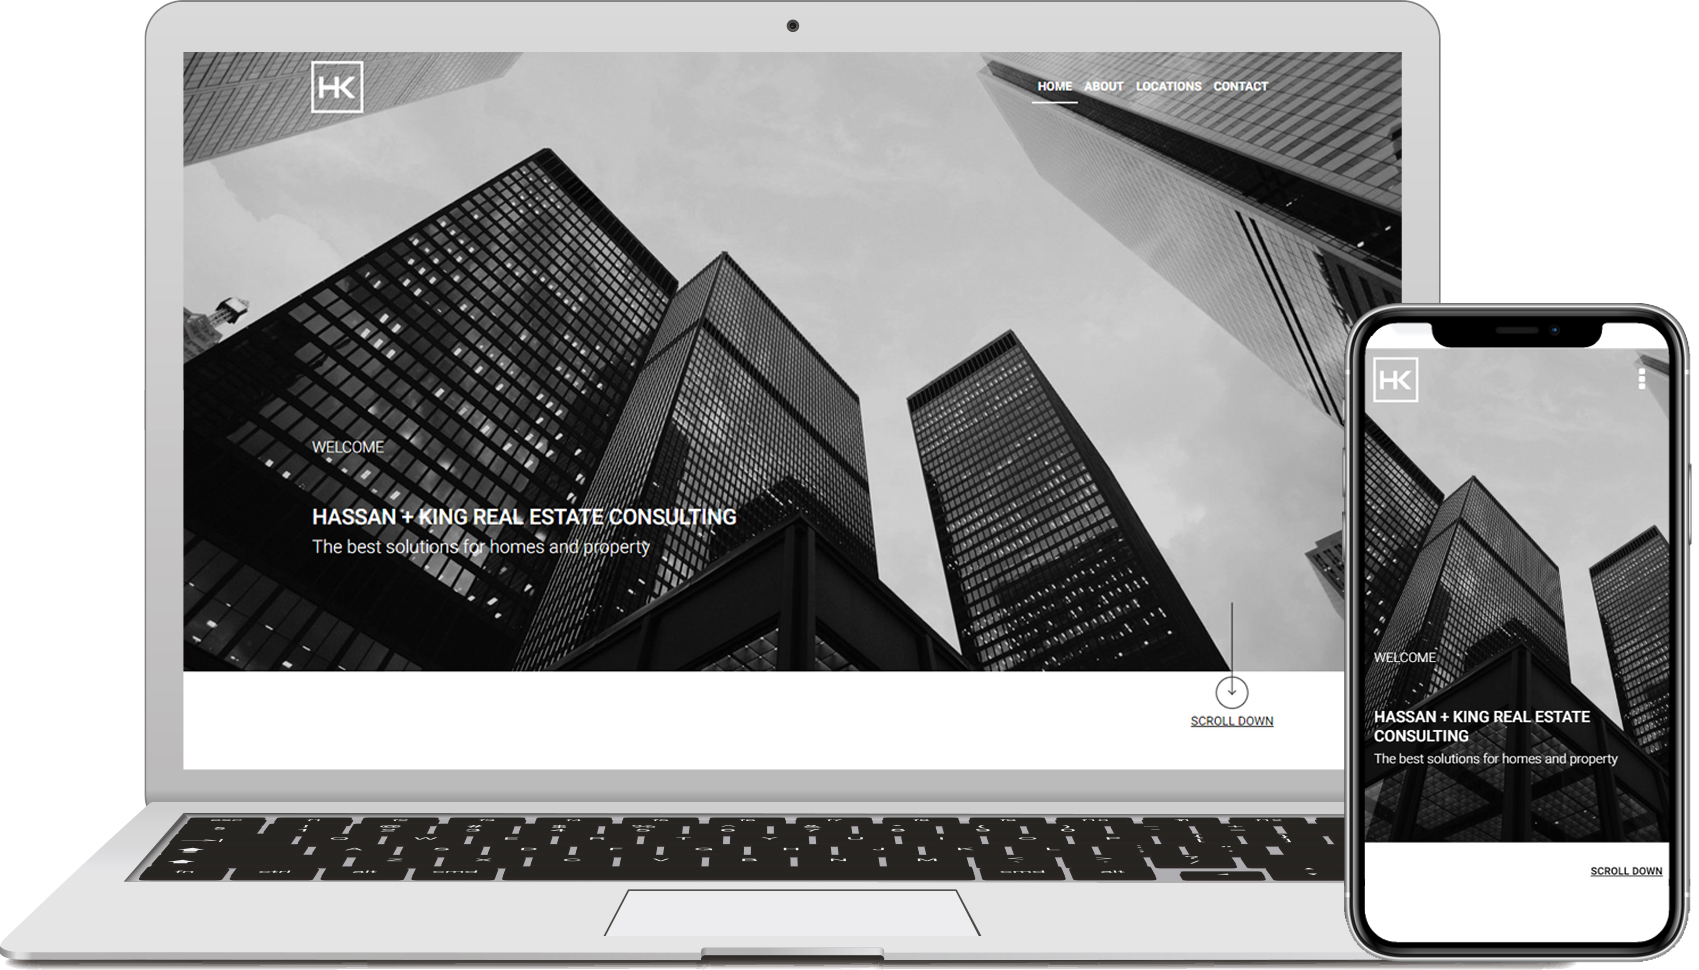 HK
HOME ABOUT LOCATIONS CONTACT
WELCOME
HASSAN + KING REAL ESTATE CONSULTING
The best solutions for homes and property
SCROLL DOWN
HK
WELCOME
HASSAN + KING REAL ESTATE
CONSULTING
The best solutions for homes and property
SCROLL DOWN